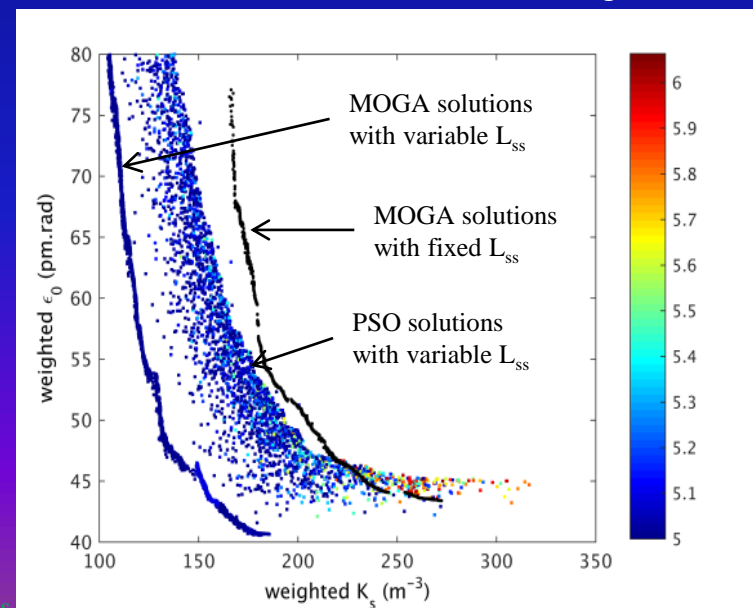 80
75
70
65
60
55
50
45
40
weighted ε₀ (pm.rad)
MOGA solutions
with variable Lss
MOGA solutions
with fixed Lss
PSO solutions
with variable Lss
100 150 200 250 300 350
weighted Ks (m⁻³)
6
5.9
5.8
5.7
5.6
5.5
5.4
5.3
5.2
5.1
5